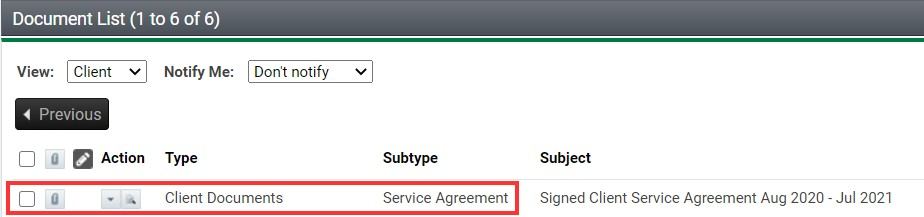 Document List (1 to 6 of 6)
View: Client Notify Me: Don't notify
Previous
Action Type Subtype Subject
Client Documents Service Agreement Signed Client Service Agreement Aug 2020 - Jul 2021